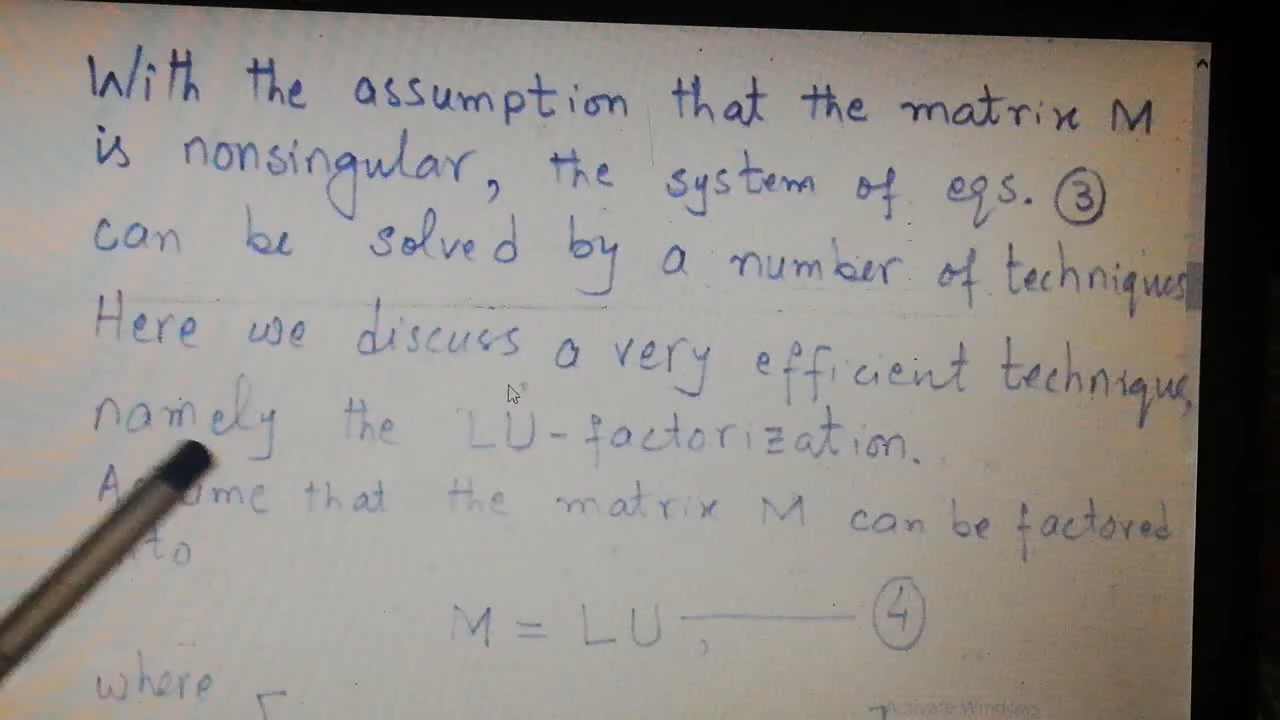 With the assumption that the matrix M
is nonsingular, the system of eqs. ③
can be solved by a number of techniques
Here we discuss a very efficient technique,
namely the LU-factorization.
that the matrix M can be factored
M = LU, ④
where
Activate Windows